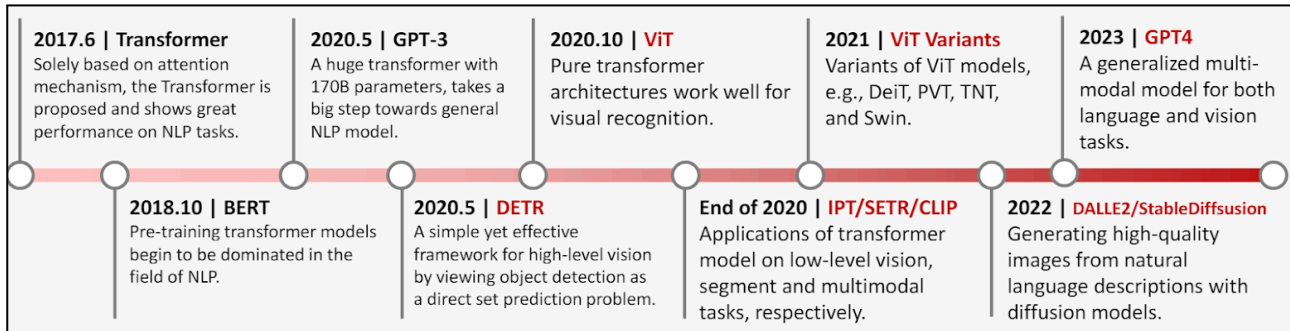 2017.6 | Transformer
Solely based on attention
mechanism, the Transformer is
proposed and shows great
performance on NLP tasks.
2018.10 | BERT
Pre-training transformer models
begin to be dominated in the
field of NLP.
2020.5 | GPT-3
A huge transformer with
170B parameters, takes a
big step towards general
NLP model.
2020.5 | DETR
A simple yet effective
framework for high-level vision
by viewing object detection as
a direct set prediction problem.
2020.10 | ViT
Pure transformer
architectures work well for
visual recognition.
End of 2020 | IPT/SETR/CLIP
Applications of transformer
model on low-level vision,
segment and multimodal
tasks, respectively.
2021 | ViT Variants
Variants of ViT models,
e.g., DeiT, PVT, TNT,
and Swin.
2022 | DALLE2/StableDiffsusion
Generating high-quality
images from natural
language descriptions with
diffusion models.
2023 | GPT4
A generalized multi-
modal model for both
language and vision
tasks.